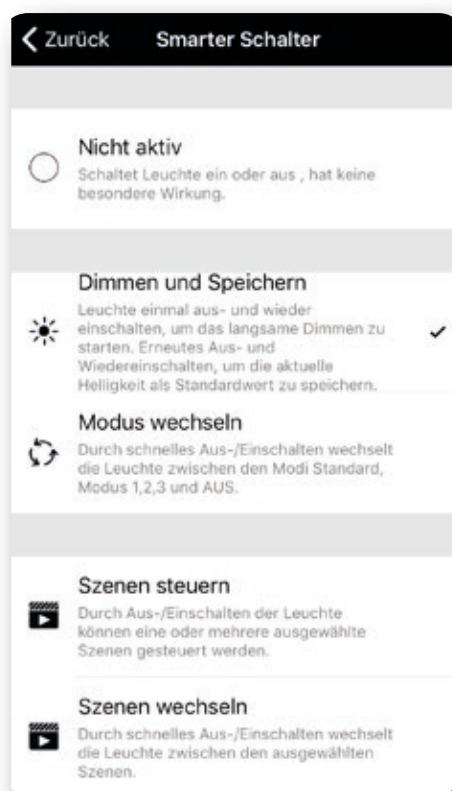 Zurück Smarter Schalter
Nicht aktiv
Schaltet Leuchte ein oder aus , hat keine
besondere Wirkung.
Dimmen und Speichern
Leuchte einmal aus- und wieder
einschalten, um das langsame Dimmen zu
starten. Erneutes Aus- und
Wiedereinschalten, um die aktuelle
Helligkeit als Standardwert zu speichern.
Modus wechseln
Durch schnelles Aus-/Einschalten wechselt
die Leuchte zwischen den Modi Standard,
Modus 1,2,3 und AUS.
Szenen steuern
Durch Aus-/Einschalten der Leuchte
können eine oder mehrere ausgewählte
Szenen gesteuert werden.
Szenen wechseln
Durch schnelles Aus-/Einschalten wechselt
die Leuchte zwischen den ausgewählten
Szenen.